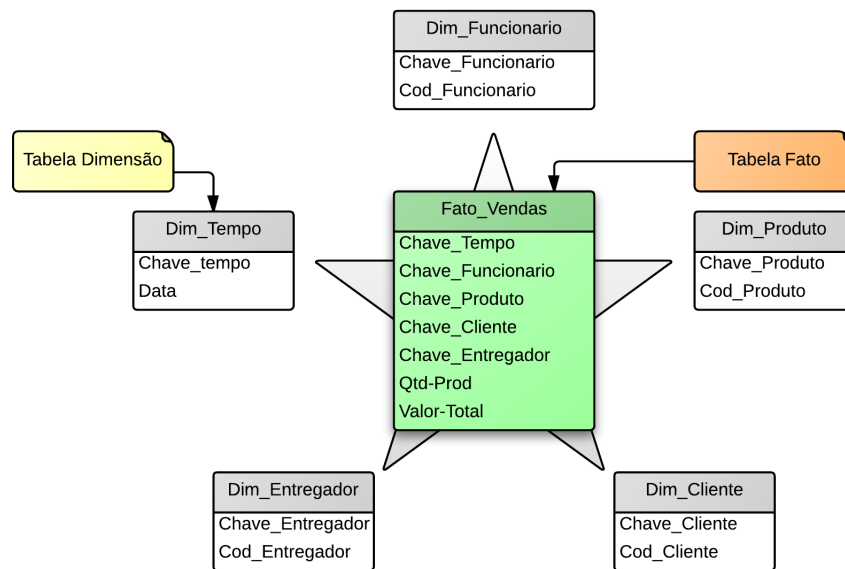 Dim_Funcionario
Chave_Funcionario
Cod_Funcionario
Tabela Dimensão
Tabela Fato
Dim_Tempo
Chave_tempo
Data
Fato_Vendas
Chave_Tempo
Chave_Funcionario
Chave_Produto
Chave_Cliente
Chave_Entregador
Qtd-Prod
Valor-Total
Dim_Produto
Chave_Produto
Cod_Produto
Dim_Entregador
Chave_Entregador
Cod_Entregador
Dim_Cliente
Chave_Cliente
Cod_Cliente